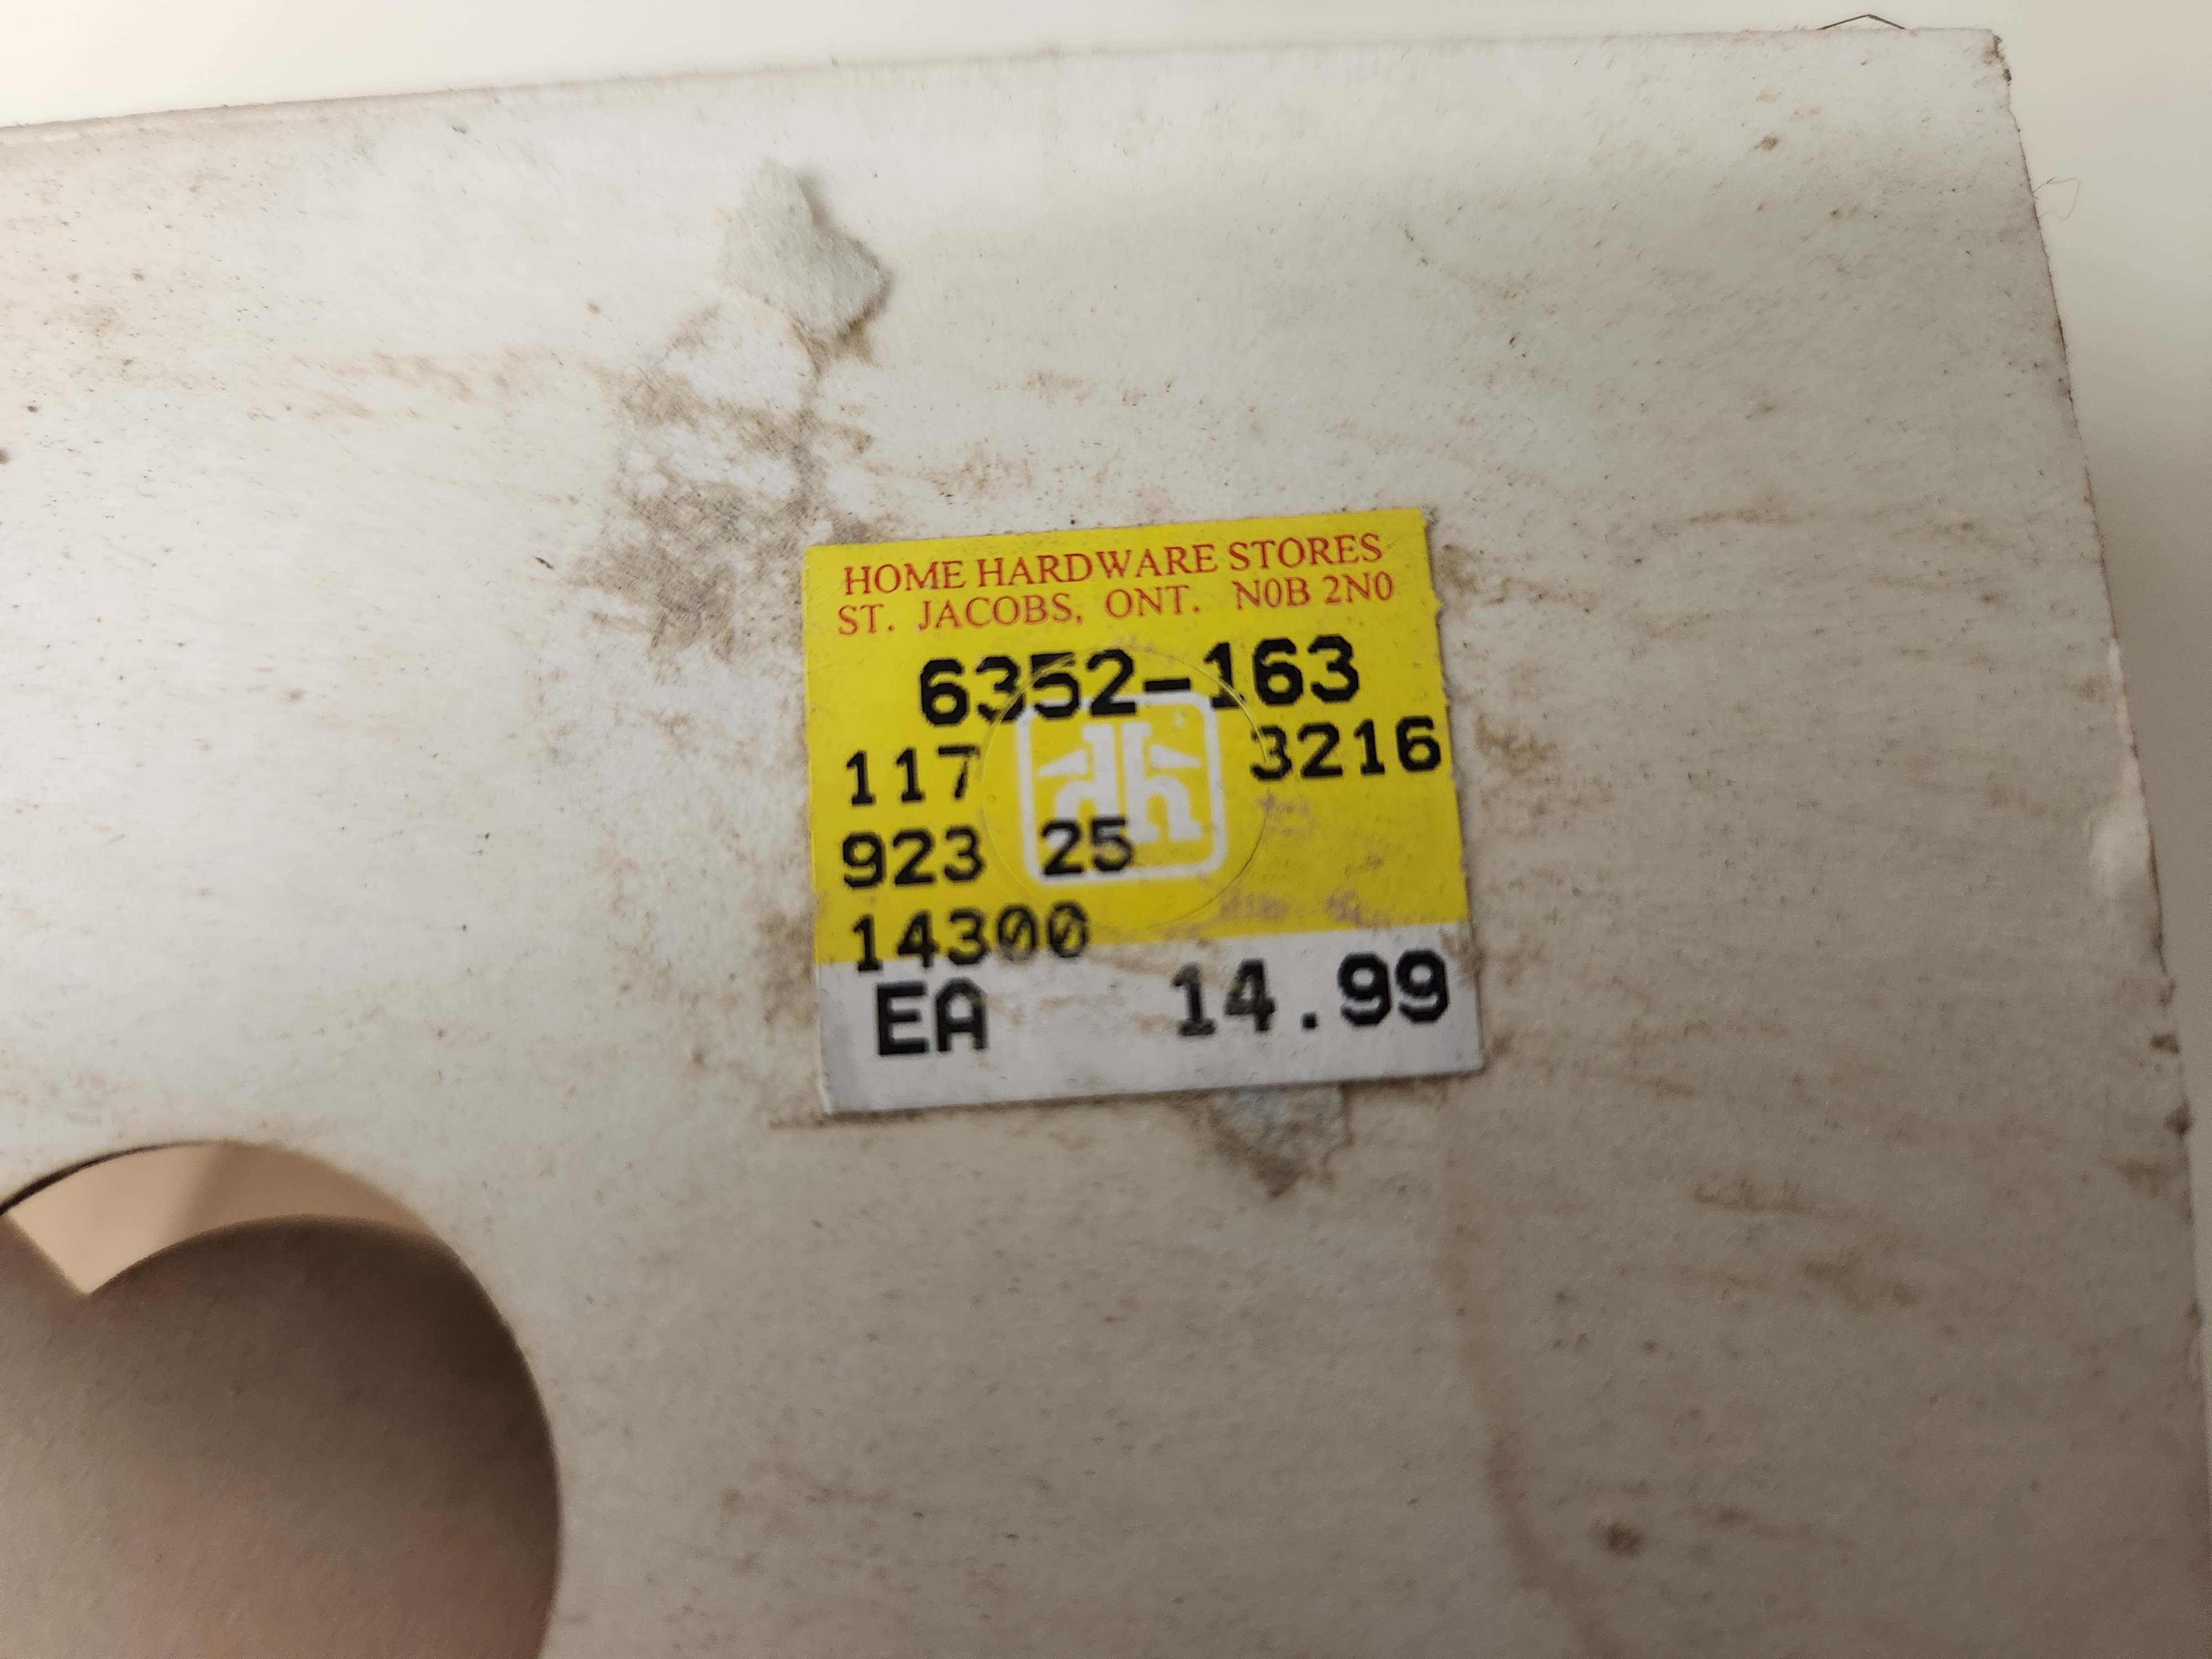 HOME HARDWARE STORES
ST. JACOBS, ONT. N0B 2N0
6352-163
117 3216
923 25
14300
EA 14.99